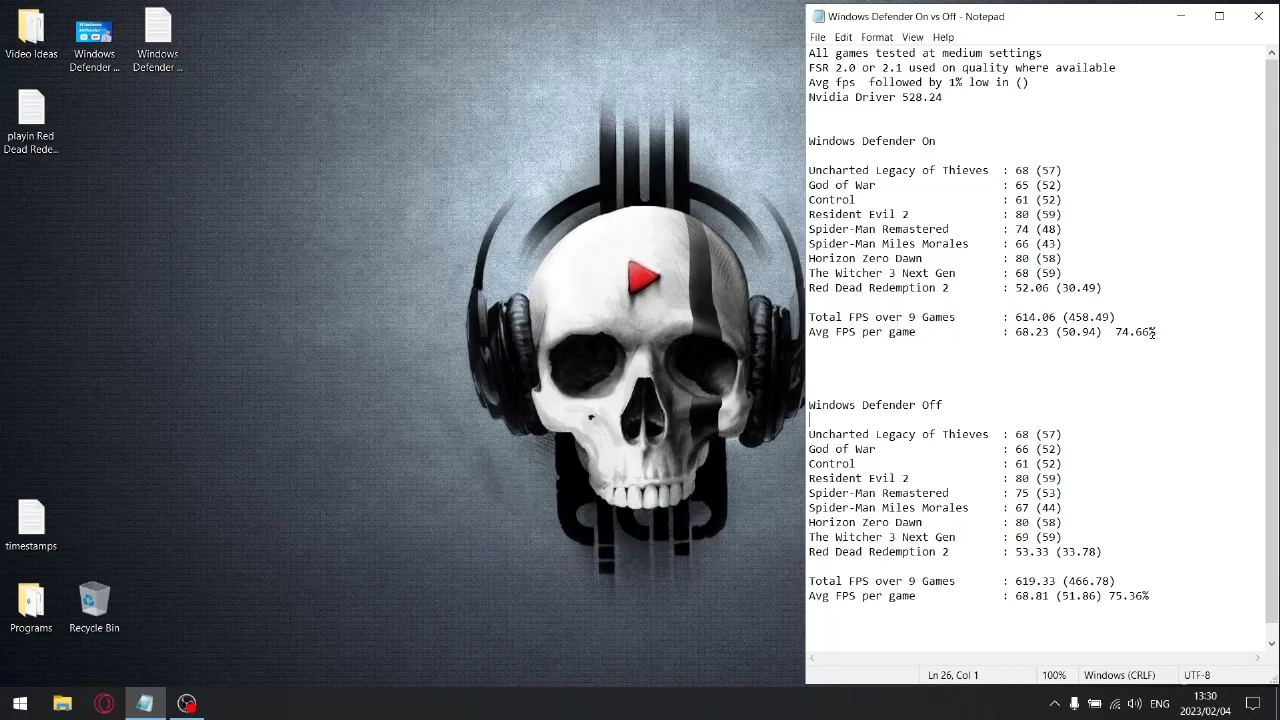 Video Ideas
Windows Defender ...
Windows Defender ...
playin Red Dead Rede...
timestamps
Programs
Recycle Bin
Windows Defender On vs Off - Notepad
File Edit Format View Help
All games tested at medium settings
FSR 2.0 or 2.1 used on quality where available
Avg fps  followed by 1% low in ()
Nvidia Driver 528.24
Windows Defender On
Uncharted Legacy of Thieves : 68 (57)
God of War : 65 (52)
Control : 61 (52)
Resident Evil 2 : 80 (59)
Spider-Man Remastered : 74 (48)
Spider-Man Miles Morales : 66 (43)
Horizon Zero Dawn : 80 (58)
The Witcher 3 Next Gen : 68 (59)
Red Dead Redemption 2 : 52.06 (30.49)
Total FPS over 9 Games : 614.06 (458.49)
Avg FPS per game : 68.23 (50.94)  74.66%
Windows Defender Off
Uncharted Legacy of Thieves : 68 (57)
God of War : 66 (52)
Control : 61 (52)
Resident Evil 2 : 80 (59)
Spider-Man Remastered : 75 (53)
Spider-Man Miles Morales : 67 (44)
Horizon Zero Dawn : 80 (58)
The Witcher 3 Next Gen : 69 (59)
Red Dead Redemption 2 : 53.33 (33.78)
Total FPS over 9 Games : 619.33 (466.78)
Avg FPS per game : 68.81 (51.86) 75.36%
Ln 26, Col 1 100% Windows (CRLF) UTF-8
ENG
13:30
2023/02/04